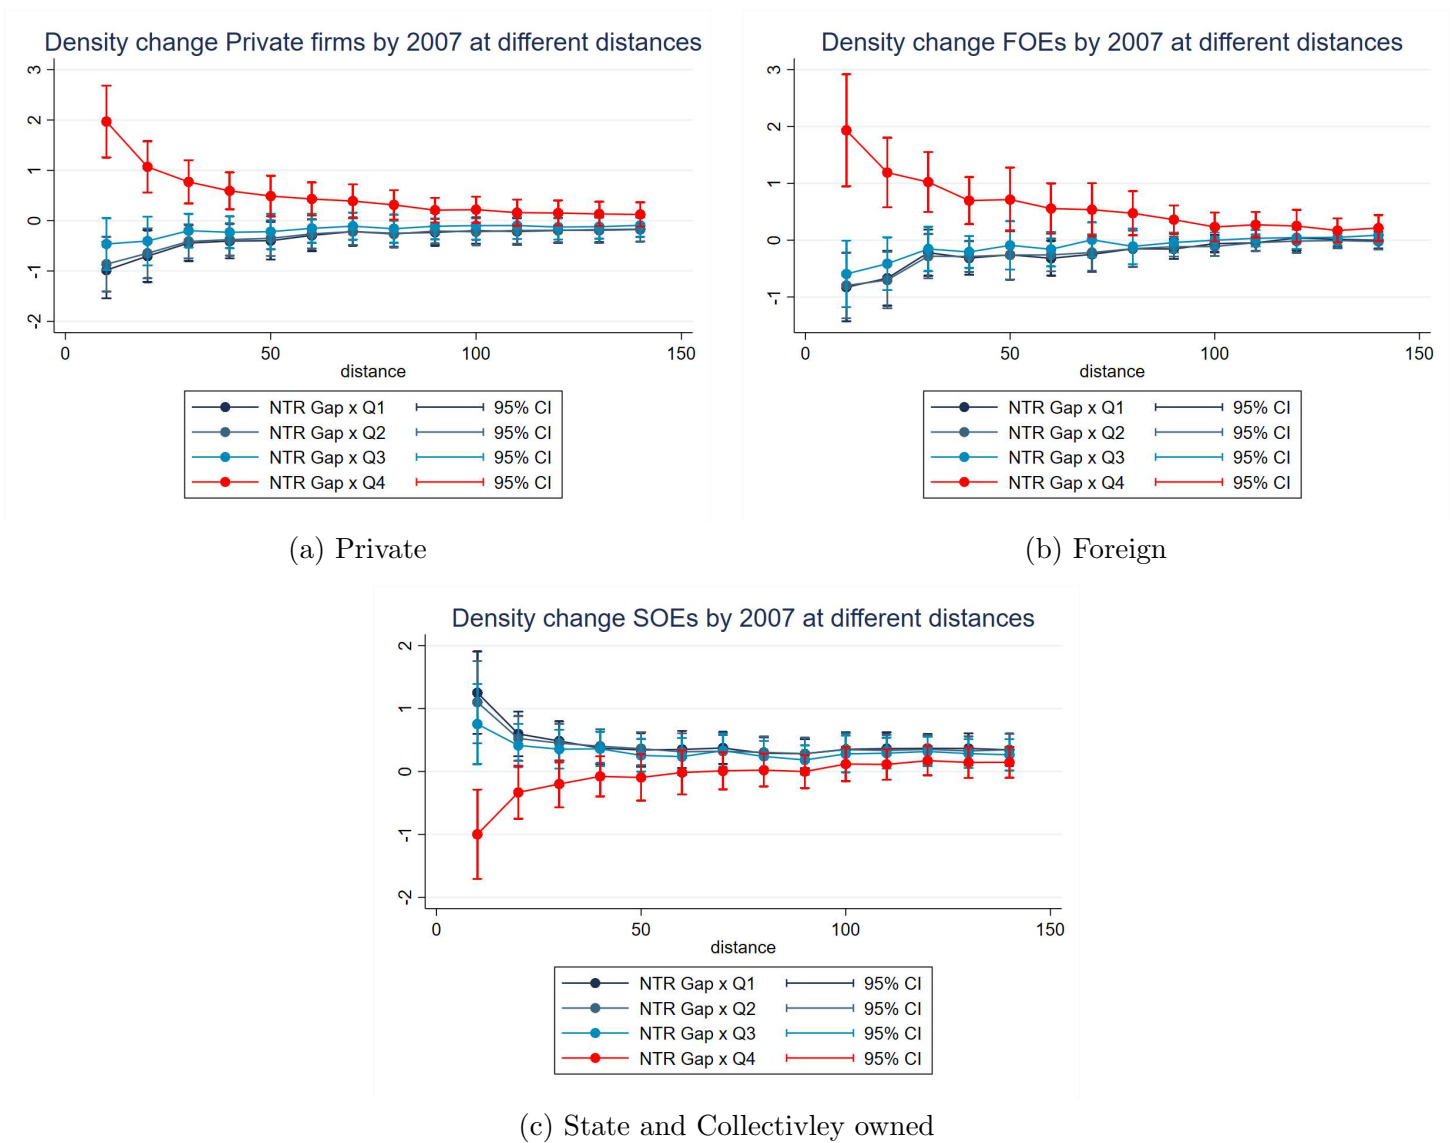 Density change Private firms by 2007 at different distances
3
2
1
0
-1
-2
0 50 100 150
distance
NTR Gap x Q1 95% CI
NTR Gap x Q2 95% CI
NTR Gap x Q3 95% CI
NTR Gap x Q4 95% CI
(a) Private
Density change FOEs by 2007 at different distances
3
2
1
0
-1
0 50 100 150
distance
NTR Gap x Q1 95% CI
NTR Gap x Q2 95% CI
NTR Gap x Q3 95% CI
NTR Gap x Q4 95% CI
(b) Foreign
Density change SOEs by 2007 at different distances
2
1
0
-1
-2
0 50 100 150
distance
NTR Gap x Q1 95% CI
NTR Gap x Q2 95% CI
NTR Gap x Q3 95% CI
NTR Gap x Q4 95% CI
(c) State and Collectivley owned